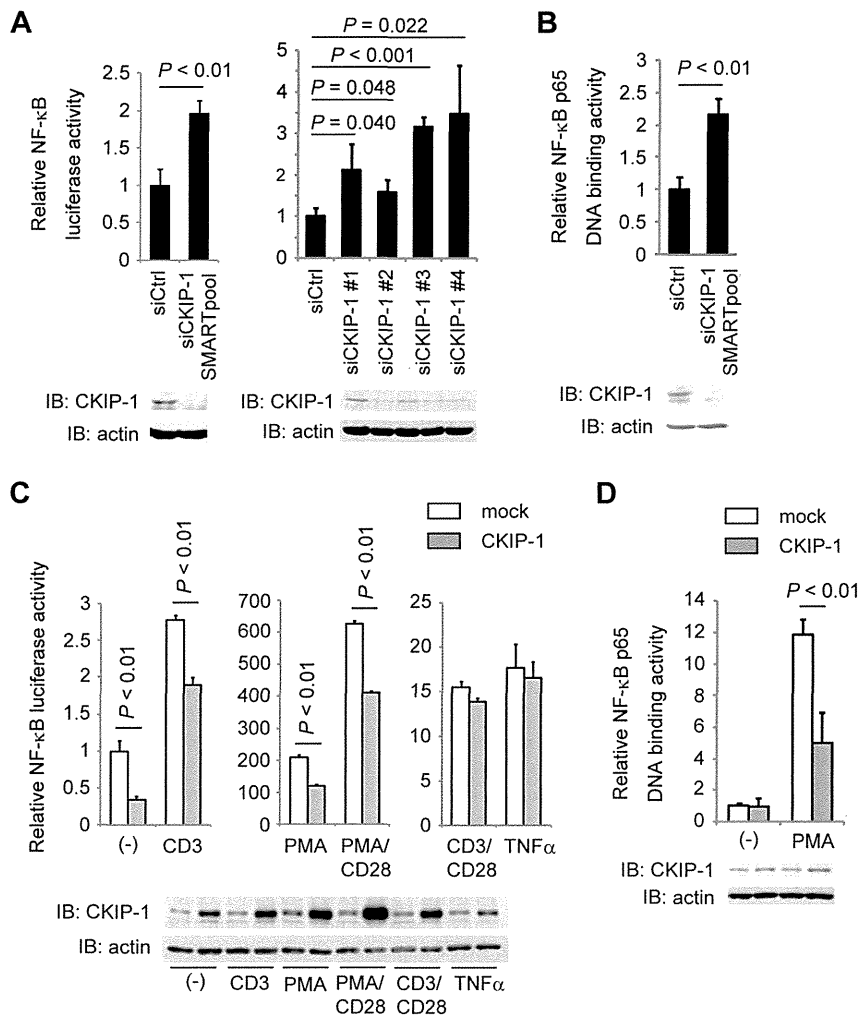 A
Relative NF-κB
luciferase activity
2.5
2
1.5
1
0.5
0
P < 0.01
siCtrl
siCKIP-1
SMARTpool
IB: CKIP-1
IB: actin
5
4
3
2
1
0
P = 0.022
P < 0.001
P = 0.048
P = 0.040
siCtrl
siCKIP-1 #1
siCKIP-1 #2
siCKIP-1 #3
siCKIP-1 #4
IB: CKIP-1
IB: actin
B
Relative NF-κB p65
DNA binding activity
3
2.5
2
1.5
1
0.5
0
P < 0.01
siCtrl
siCKIP-1
SMARTpool
IB: CKIP-1
IB: actin
C
mock
CKIP-1
Relative NF-κB luciferase activity
3
2.5
2
1.5
1
0.5
0
P < 0.01
P < 0.01
(-)
CD3
700
600
500
400
300
200
100
0
P < 0.01
P < 0.01
PMA
PMA/
CD28
25
20
15
10
5
0
CD3/
CD28
TNFα
IB: CKIP-1
IB: actin
(-)
CD3
PMA
PMA/
CD28
CD3/
CD28
TNFα
D
mock
CKIP-1
Relative NF-κB p65
DNA binding activity
14
12
10
8
6
4
2
0
P < 0.01
(-)
PMA
IB: CKIP-1
IB: actin